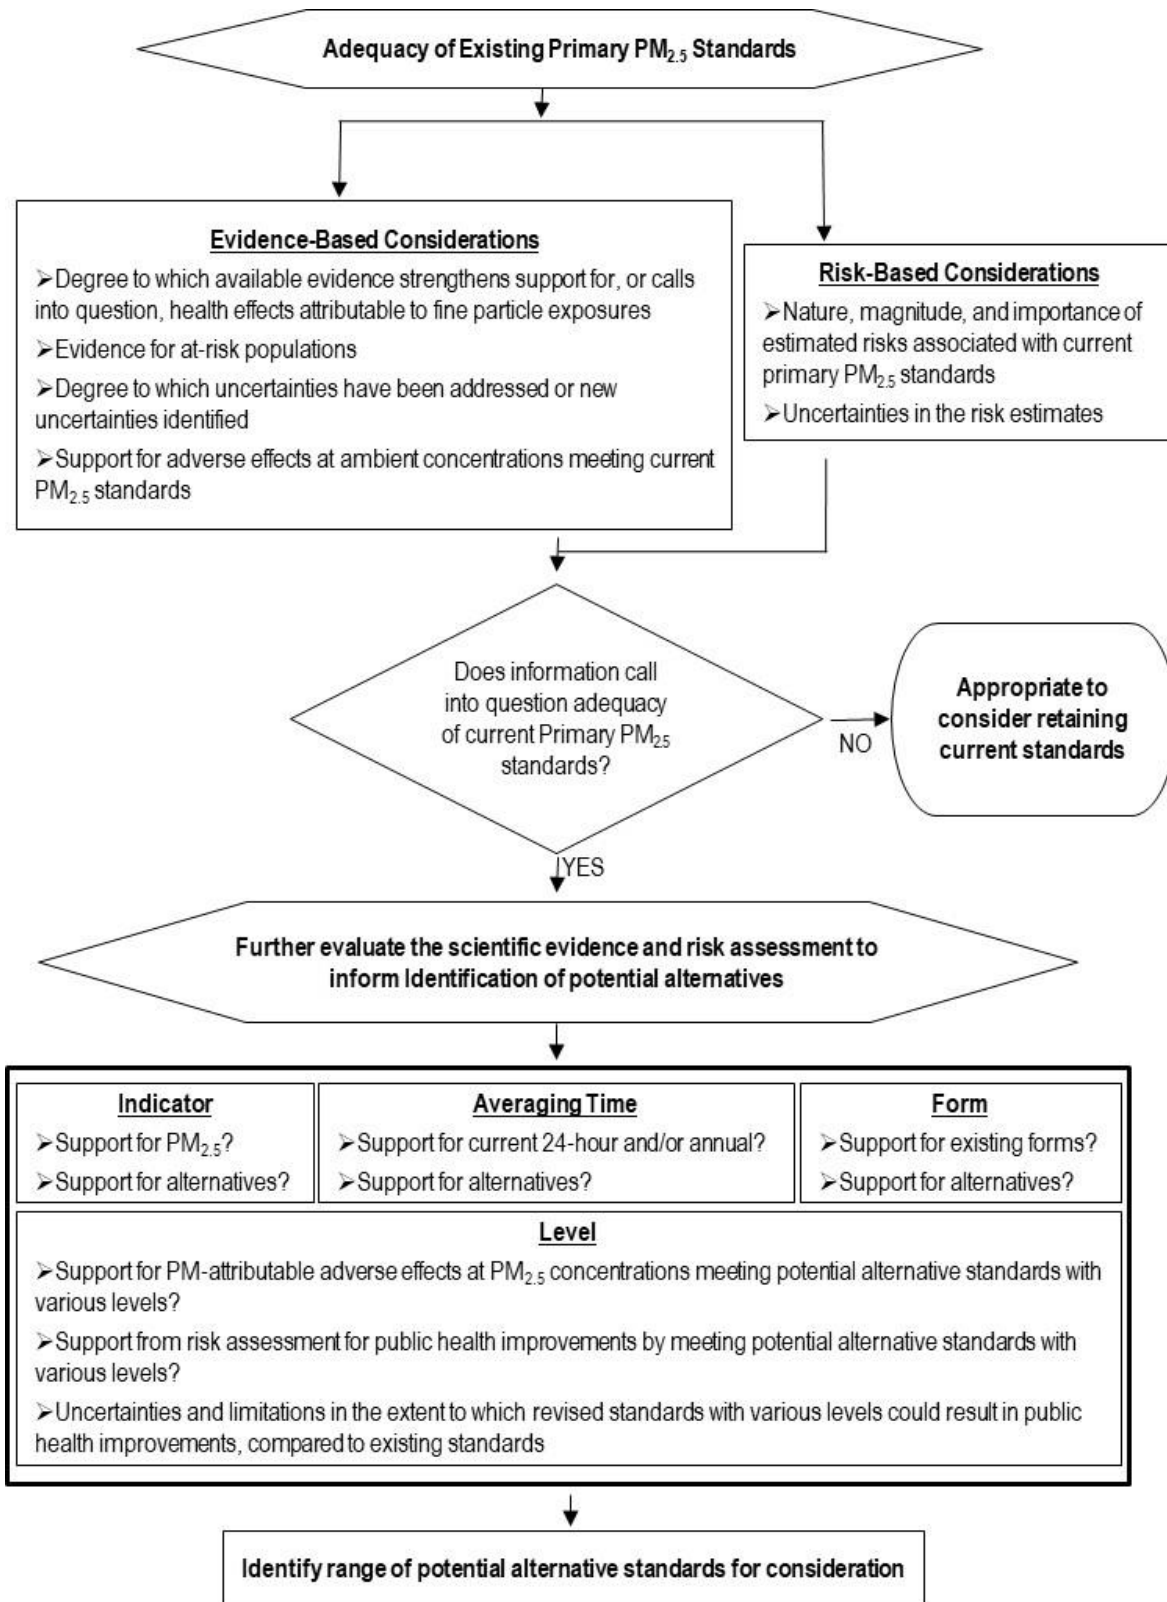 Adequacy of Existing Primary PM2.5 Standards
Evidence-Based Considerations
➢Degree to which available evidence strengthens support for, or calls
into question, health effects attributable to fine particle exposures
➢Evidence for at-risk populations
➢Degree to which uncertainties have been addressed or new
uncertainties identified
➢Support for adverse effects at ambient concentrations meeting current
PM2.5 standards
Risk-Based Considerations
➢Nature, magnitude, and importance of
estimated risks associated with current
primary PM2.5 standards
➢Uncertainties in the risk estimates
Does information call
into question adequacy
of current Primary PM2.5
standards?
NO
Appropriate to
consider retaining
current standards
YES
Further evaluate the scientific evidence and risk assessment to
inform Identification of potential alternatives
Indicator
➢Support for PM2.5?
➢Support for alternatives?
Averaging Time
➢Support for current 24-hour and/or annual?
➢Support for alternatives?
Form
➢Support for existing forms?
➢Support for alternatives?
Level
➢Support for PM-attributable adverse effects at PM2.5 concentrations meeting potential alternative standards with
various levels?
➢Support from risk assessment for public health improvements by meeting potential alternative standards with
various levels?
➢Uncertainties and limitations in the extent to which revised standards with various levels could result in public
health improvements, compared to existing standards
Identify range of potential alternative standards for consideration